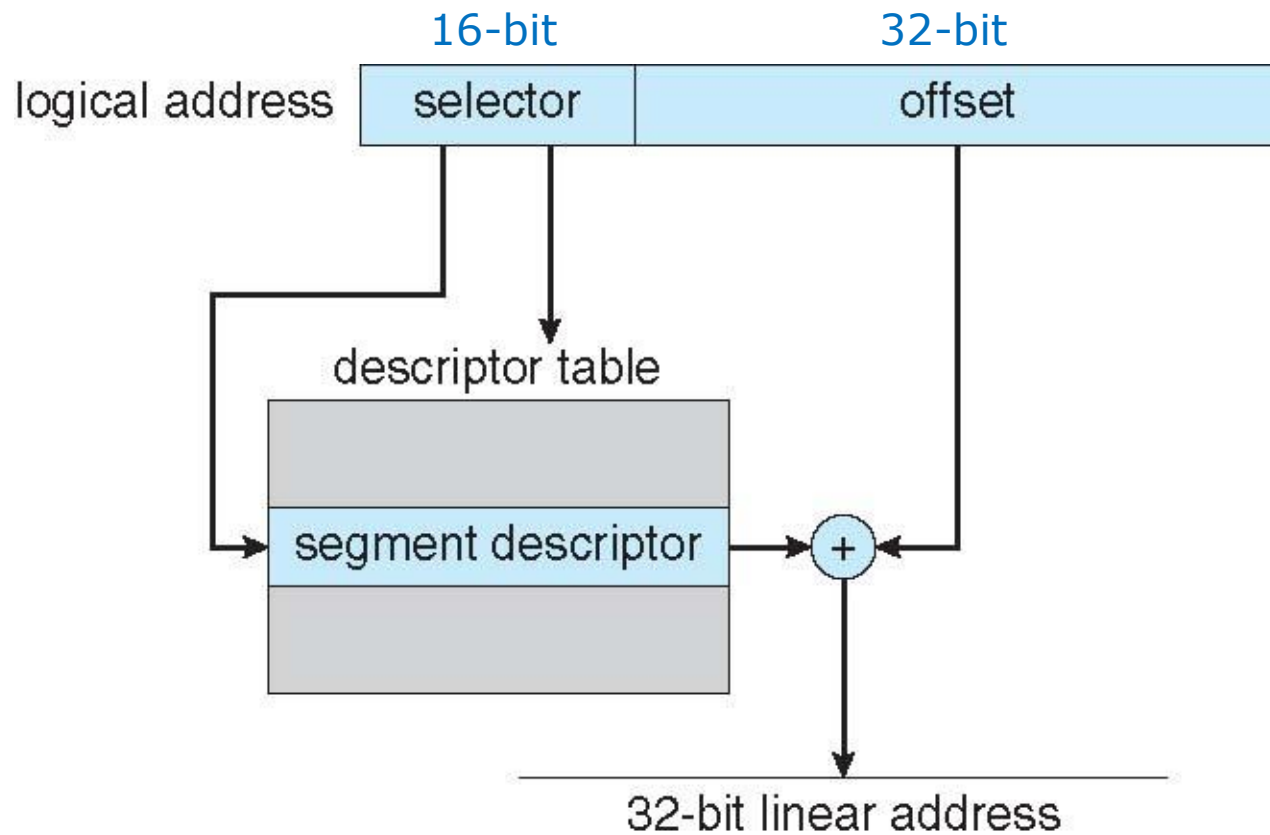 16-bit 32-bit
logical address selector offset
descriptor table
segment descriptor +
32-bit linear address